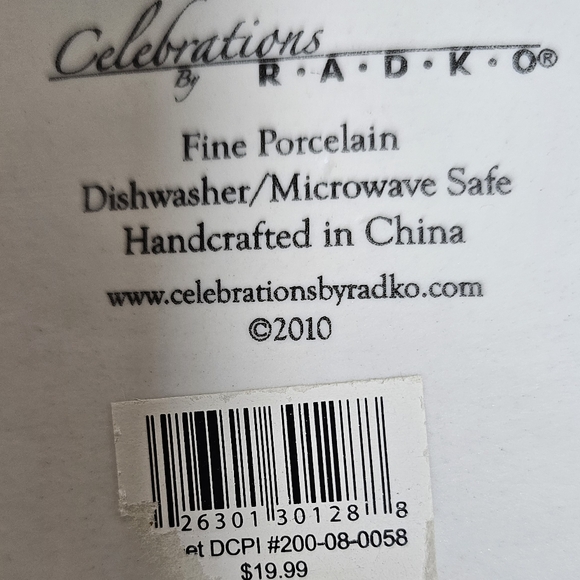 Celebrations
By R·A·D·K·O®
Fine Porcelain
Dishwasher/Microwave Safe
Handcrafted in China
www.celebrationsbyradko.com
©2010
26301 30128 8
et DCPI #200-08-0058
$19.99